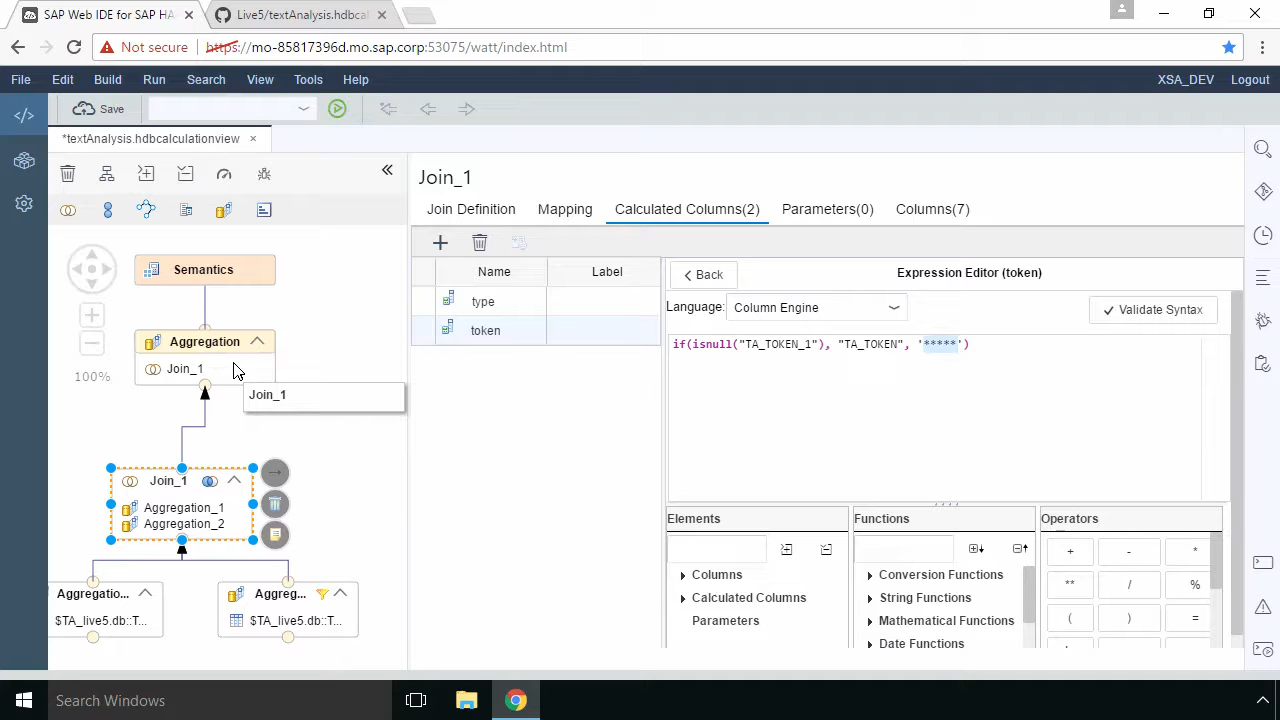 SAP Web IDE for SAP HA
Live5/textAnalysis.hdbcal
Not secure
https://mo-85817396d.mo.sap.corp:53075/watt/index.html
File Edit Build Run Search View Tools Help
XSA_DEV Logout
Save
*textAnalysis.hdbcalculationview
Join_1
Join Definition Mapping Calculated Columns(2) Parameters(0) Columns(7)
Name Label
type
token
Back
Expression Editor (token)
Language: Column Engine
Validate Syntax
if(isnull("TA_TOKEN_1"), "TA_TOKEN", '*****')
Semantics
Aggregation
Join_1
Join_1
100%
Join_1
Aggregation_1
Aggregation_2
Aggregatio...
$TA_live5.db::T...
Aggreg...
$TA_live5.db::T...
Elements
Columns
Calculated Columns
Parameters
Functions
Conversion Functions
String Functions
Mathematical Functions
Date Functions
Operators
+ - *
** / %
( ) =
Search Windows